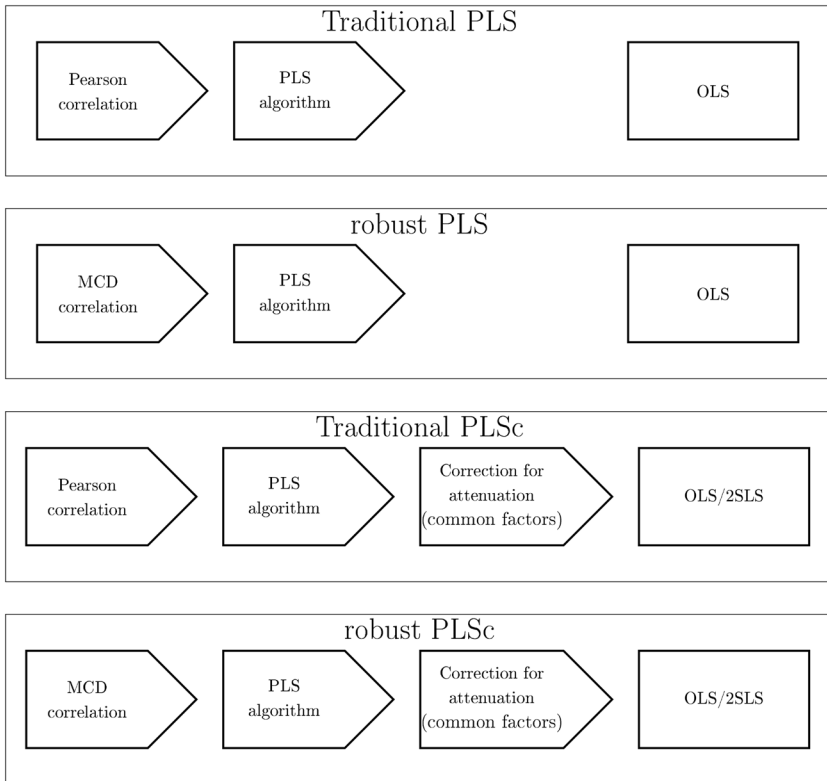 Traditional PLS
Pearson
correlation
PLS
algorithm
OLS
robust PLS
MCD
correlation
PLS
algorithm
OLS
Traditional PLSc
Pearson
correlation
PLS
algorithm
Correction for
attenuation
(common factors)
OLS/2SLS
robust PLSc
MCD
correlation
PLS
algorithm
Correction for
attenuation
(common factors)
OLS/2SLS